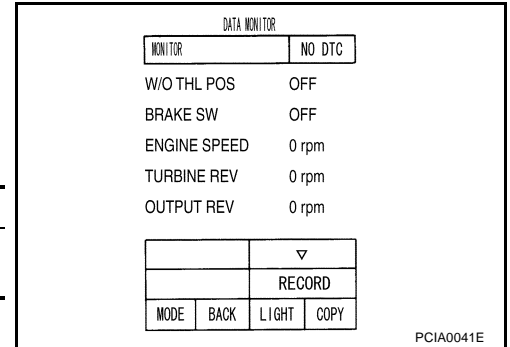 DATA MONITOR
MONITOR NO DTC
W/O THL POS OFF
BRAKE SW OFF
ENGINE SPEED 0 rpm
TURBINE REV 0 rpm
OUTPUT REV 0 rpm
▽
RECORD
MODE BACK LIGHT COPY
PCIA0041E